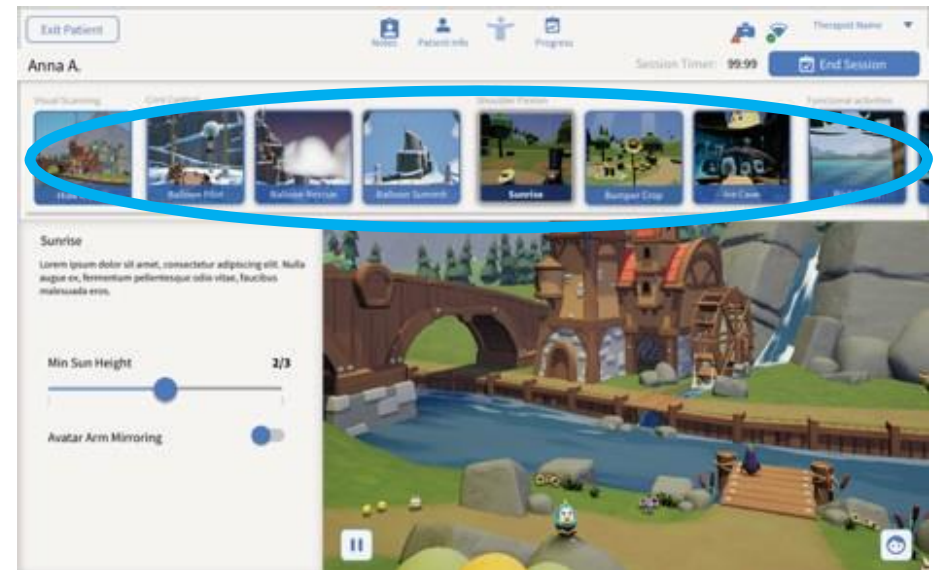 Exit Patient
Notes
Patient Info
Progress
Therapist Name
Anna A.
Session Timer: 99:99
End Session
Visual Scanning
Core Control
Shoulder Flexion
Functional activities
Balloon Pilot
Balloon Rescue
Balloon Summit
Sunrise
Bumper Crop
Ice Cave
Sunrise
Lorem ipsum dolor sit amet, consectetur adipiscing elit. Nulla
augue ex, fermentum pellentesque odio vitae, faucibus
malesuada eros.
Min Sun Height
2/3
Avatar Arm Mirroring